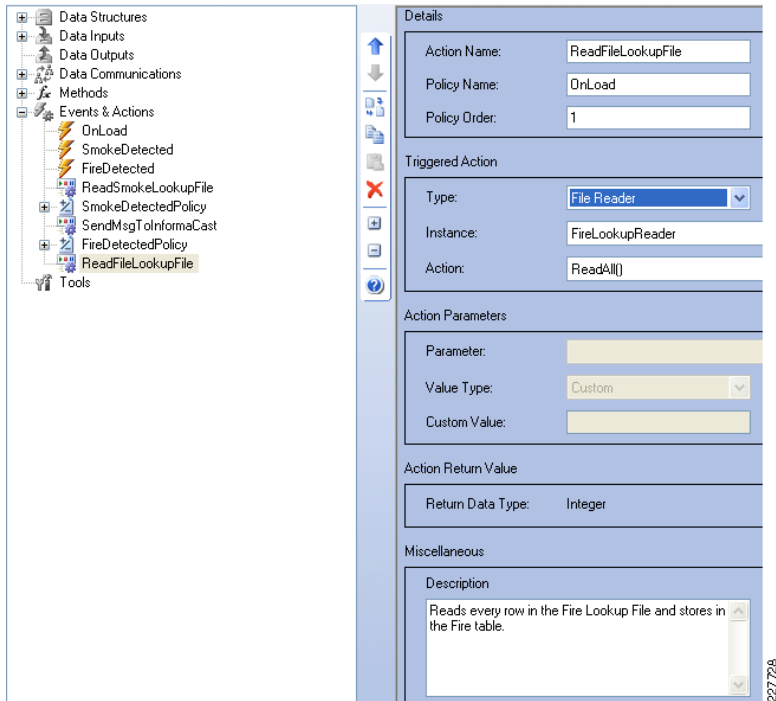 Data Structures
Data Inputs
Data Outputs
Data Communications
fx Methods
Events & Actions
OnLoad
SmokeDetected
FireDetected
ReadSmokeLookupFile
SmokeDetectedPolicy
SendMsgToInformaCast
FireDetectedPolicy
ReadFileLookupFile
Tools
Details
Action Name: ReadFileLookupFile
Policy Name: OnLoad
Policy Order: 1
Triggered Action
Type: File Reader
Instance: FireLookupReader
Action: ReadAll()
Action Parameters
Parameter:
Value Type: Custom
Custom Value:
Action Return Value
Return Data Type: Integer
Miscellaneous
Description
Reads every row in the Fire Lookup File and stores in
the Fire table.
227728